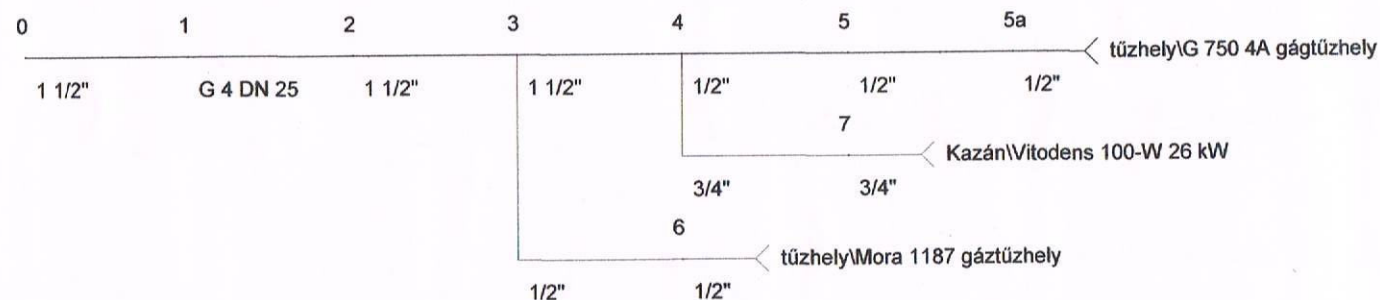 0 1 2 3 4 5 5a
tűzhely\G 750 4A gágtűzhely
1 1/2" G 4 DN 25 1 1/2" 1 1/2" 1/2" 1/2" 1/2"
7
Kazán\Vitodens 100-W 26 kW
3/4" 3/4"
6
tűzhely\Mora 1187 gáztűzhely
1/2" 1/2"